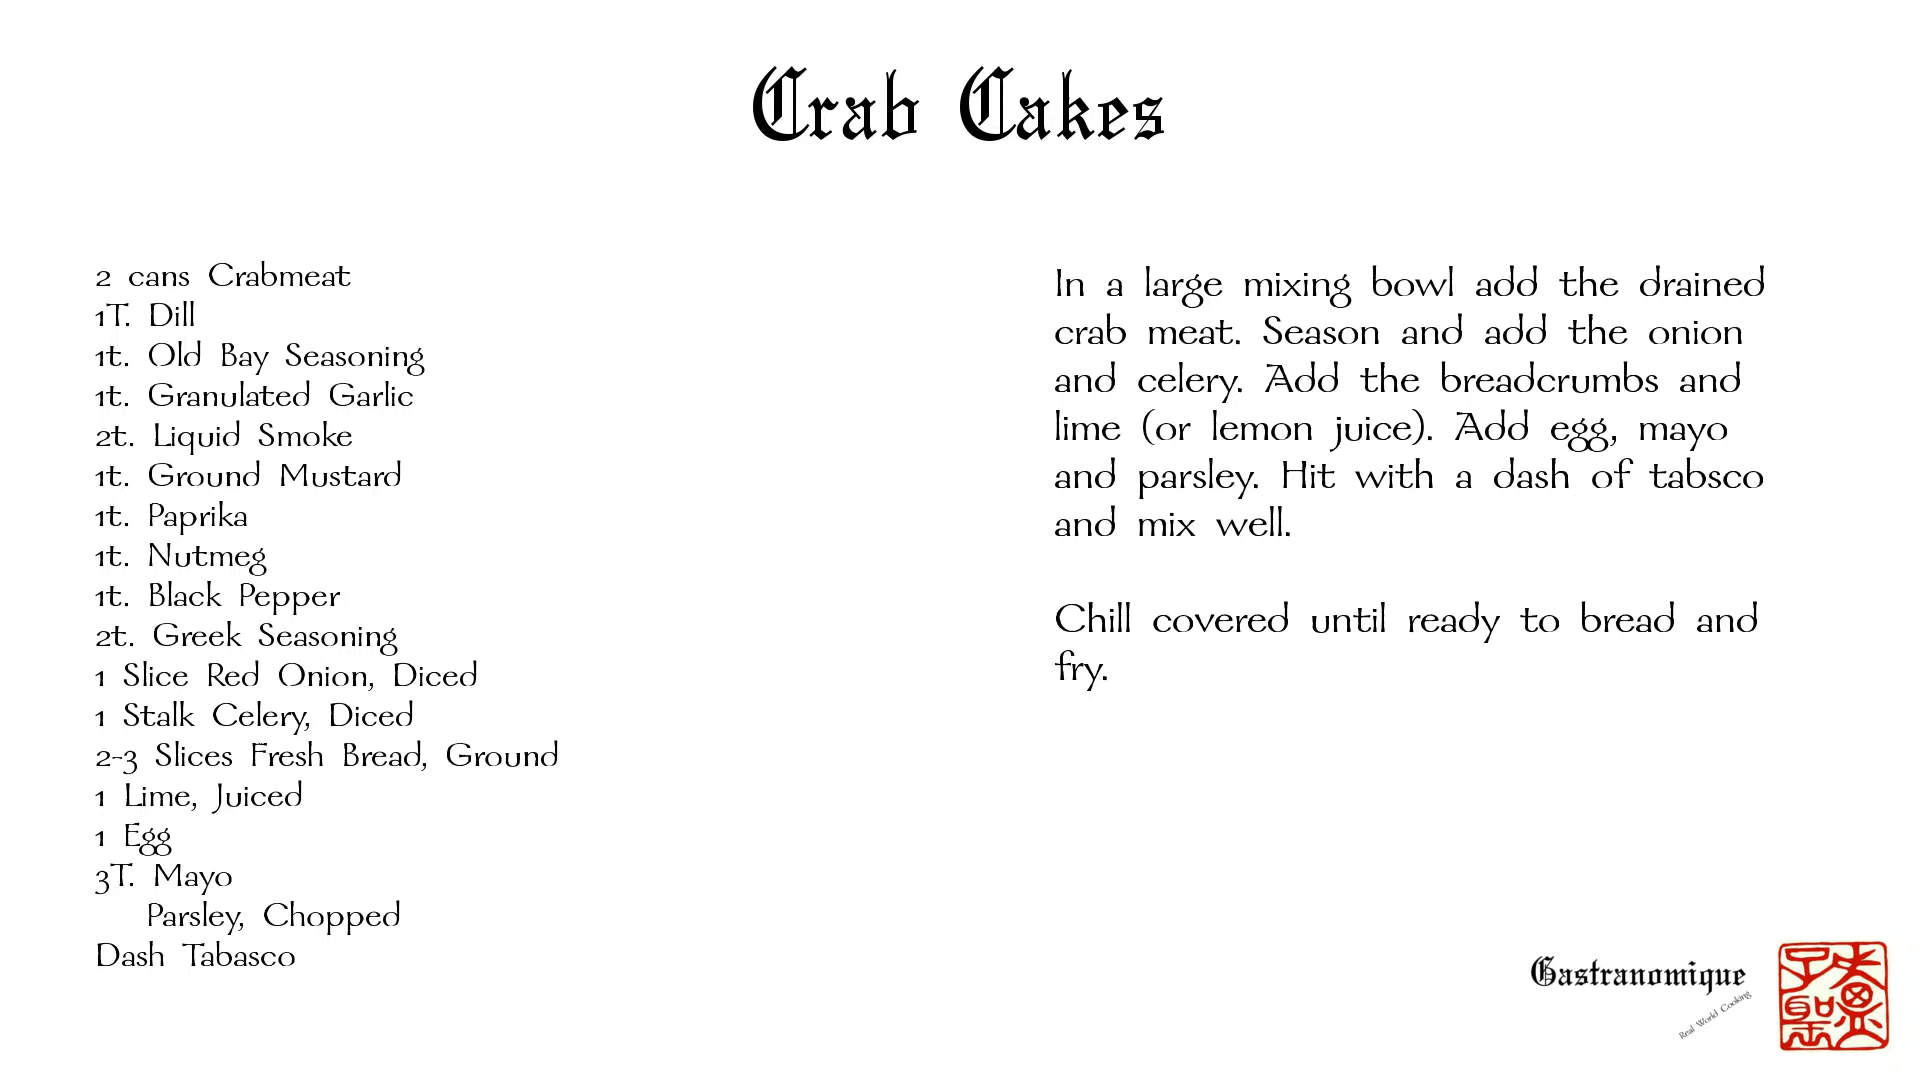 Crab Cakes
2 cans Crabmeat
1T. Dill
1t. Old Bay Seasoning
1t. Granulated Garlic
2t. Liquid Smoke
1t. Ground Mustard
1t. Paprika
1t. Nutmeg
1t. Black Pepper
2t. Greek Seasoning
1 Slice Red Onion, Diced
1 Stalk Celery, Diced
2-3 Slices Fresh Bread, Ground
1 Lime, Juiced
1 Egg
3T. Mayo
Parsley, Chopped
Dash Tabasco
In a large mixing bowl add the drained
crab meat. Season and add the onion
and celery. Add the breadcrumbs and
lime (or lemon juice). Add egg, mayo
and parsley. Hit with a dash of tabsco
and mix well.
Chill covered until ready to bread and
fry.
Gastranomique
Real World Cooking